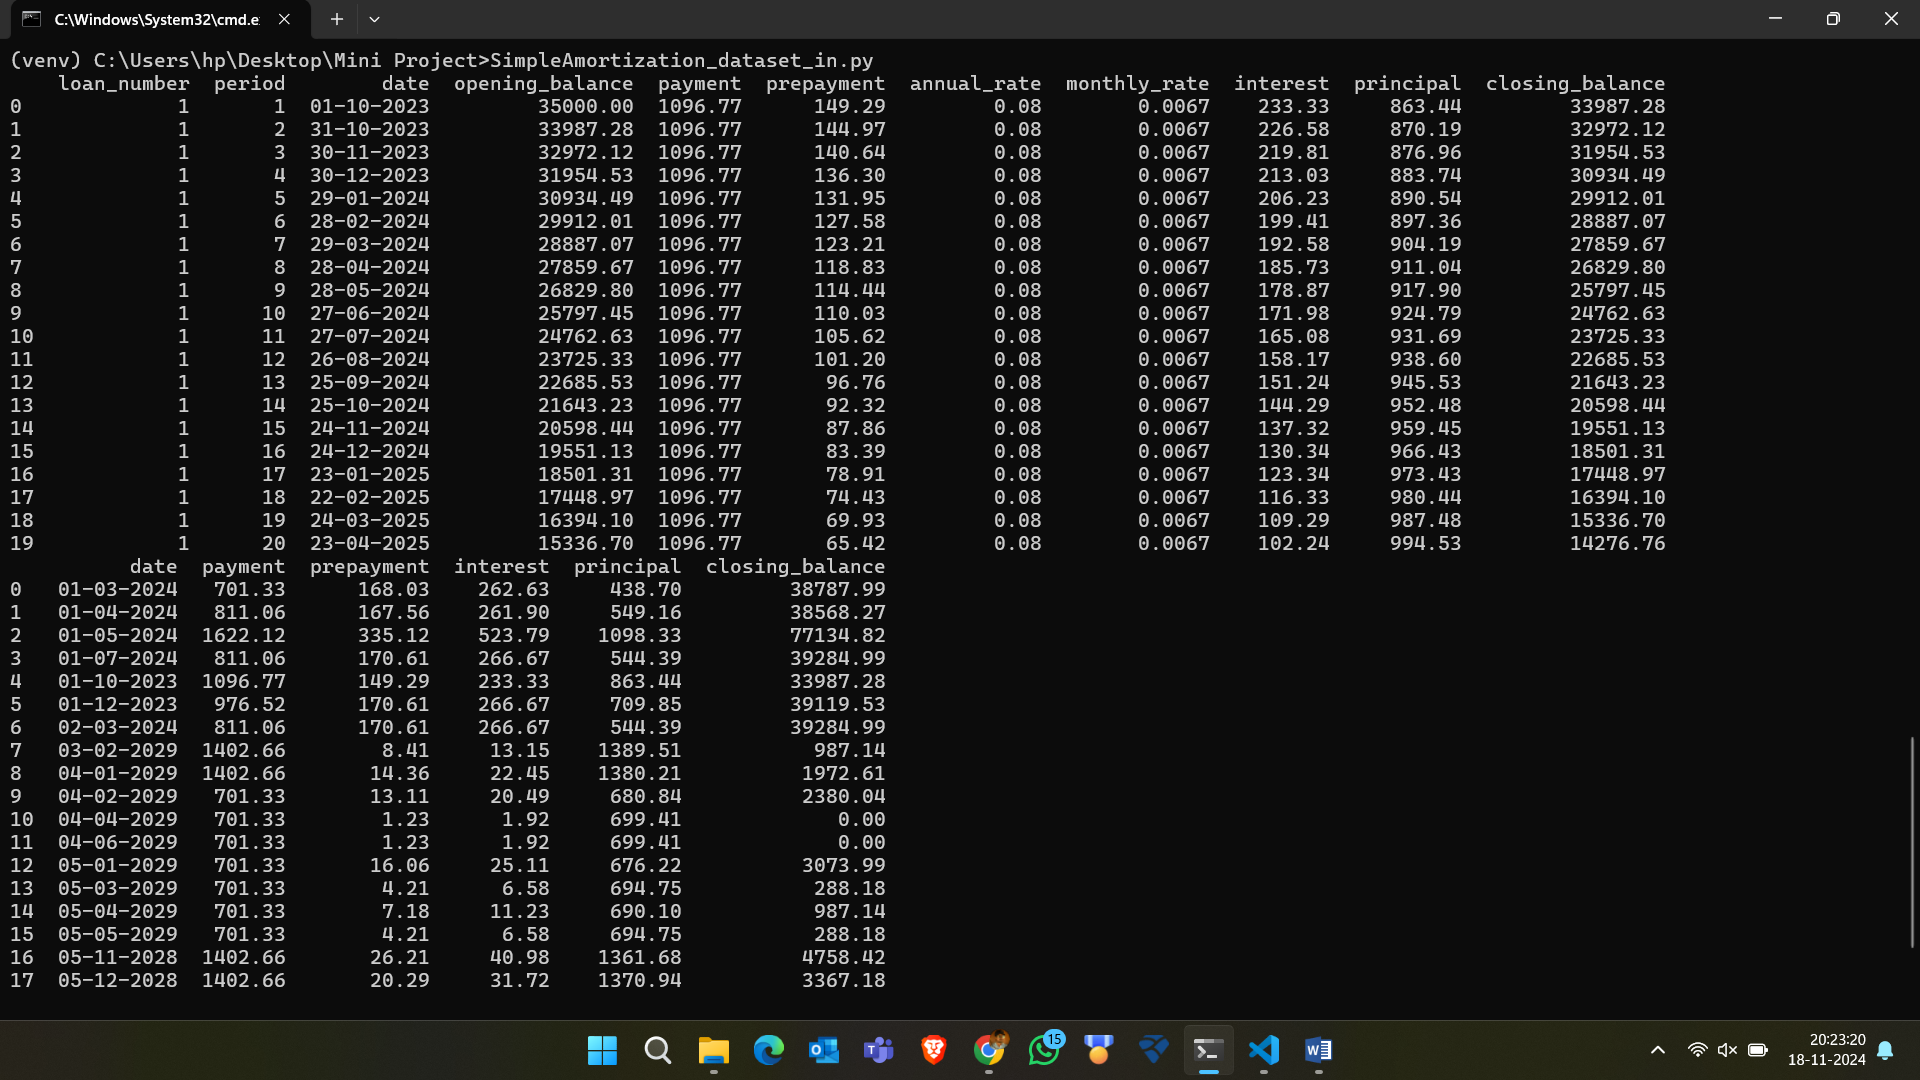 C:\Windows\System32\cmd.e
(venv) C:\Users\hp\Desktop\Mini Project>SimpleAmortization_dataset_in.py
loan_number period date opening_balance payment prepayment annual_rate monthly_rate interest principal closing_balance
0 1 1 01-10-2023 35000.00 1096.77 149.29 0.08 0.0067 233.33 863.44 33987.28
1 1 2 31-10-2023 33987.28 1096.77 144.97 0.08 0.0067 226.58 870.19 32972.12
2 1 3 30-11-2023 32972.12 1096.77 140.64 0.08 0.0067 219.81 876.96 31954.53
3 1 4 30-12-2023 31954.53 1096.77 136.30 0.08 0.0067 213.03 883.74 30934.49
4 1 5 29-01-2024 30934.49 1096.77 131.95 0.08 0.0067 206.23 890.54 29912.01
5 1 6 28-02-2024 29912.01 1096.77 127.58 0.08 0.0067 199.41 897.36 28887.07
6 1 7 29-03-2024 28887.07 1096.77 123.21 0.08 0.0067 192.58 904.19 27859.67
7 1 8 28-04-2024 27859.67 1096.77 118.83 0.08 0.0067 185.73 911.04 26829.80
8 1 9 28-05-2024 26829.80 1096.77 114.44 0.08 0.0067 178.87 917.90 25797.45
9 1 10 27-06-2024 25797.45 1096.77 110.03 0.08 0.0067 171.98 924.79 24762.63
10 1 11 27-07-2024 24762.63 1096.77 105.62 0.08 0.0067 165.08 931.69 23725.33
11 1 12 26-08-2024 23725.33 1096.77 101.20 0.08 0.0067 158.17 938.60 22685.53
12 1 13 25-09-2024 22685.53 1096.77 96.76 0.08 0.0067 151.24 945.53 21643.23
13 1 14 25-10-2024 21643.23 1096.77 92.32 0.08 0.0067 144.29 952.48 20598.44
14 1 15 24-11-2024 20598.44 1096.77 87.86 0.08 0.0067 137.32 959.45 19551.13
15 1 16 24-12-2024 19551.13 1096.77 83.39 0.08 0.0067 130.34 966.43 18501.31
16 1 17 23-01-2025 18501.31 1096.77 78.91 0.08 0.0067 123.34 973.43 17448.97
17 1 18 22-02-2025 17448.97 1096.77 74.43 0.08 0.0067 116.33 980.44 16394.10
18 1 19 24-03-2025 16394.10 1096.77 69.93 0.08 0.0067 109.29 987.48 15336.70
19 1 20 23-04-2025 15336.70 1096.77 65.42 0.08 0.0067 102.24 994.53 14276.76
date payment prepayment interest principal closing_balance
0 01-03-2024 701.33 168.03 262.63 438.70 38787.99
1 01-04-2024 811.06 167.56 261.90 549.16 38568.27
2 01-05-2024 1622.12 335.12 523.79 1098.33 77134.82
3 01-07-2024 811.06 170.61 266.67 544.39 39284.99
4 01-10-2023 1096.77 149.29 233.33 863.44 33987.28
5 01-12-2023 976.52 170.61 266.67 709.85 39119.53
6 02-03-2024 811.06 170.61 266.67 544.39 39284.99
7 03-02-2029 1402.66 8.41 13.15 1389.51 987.14
8 04-01-2029 1402.66 14.36 22.45 1380.21 1972.61
9 04-02-2029 701.33 13.11 20.49 680.84 2380.04
10 04-04-2029 701.33 1.23 1.92 699.41 0.00
11 04-06-2029 701.33 1.23 1.92 699.41 0.00
12 05-01-2029 701.33 16.06 25.11 676.22 3073.99
13 05-03-2029 701.33 4.21 6.58 694.75 288.18
14 05-04-2029 701.33 7.18 11.23 690.10 987.14
15 05-05-2029 701.33 4.21 6.58 694.75 288.18
16 05-11-2028 1402.66 26.21 40.98 1361.68 4758.42
17 05-12-2028 1402.66 20.29 31.72 1370.94 3367.18
15
20:23:20
18-11-2024